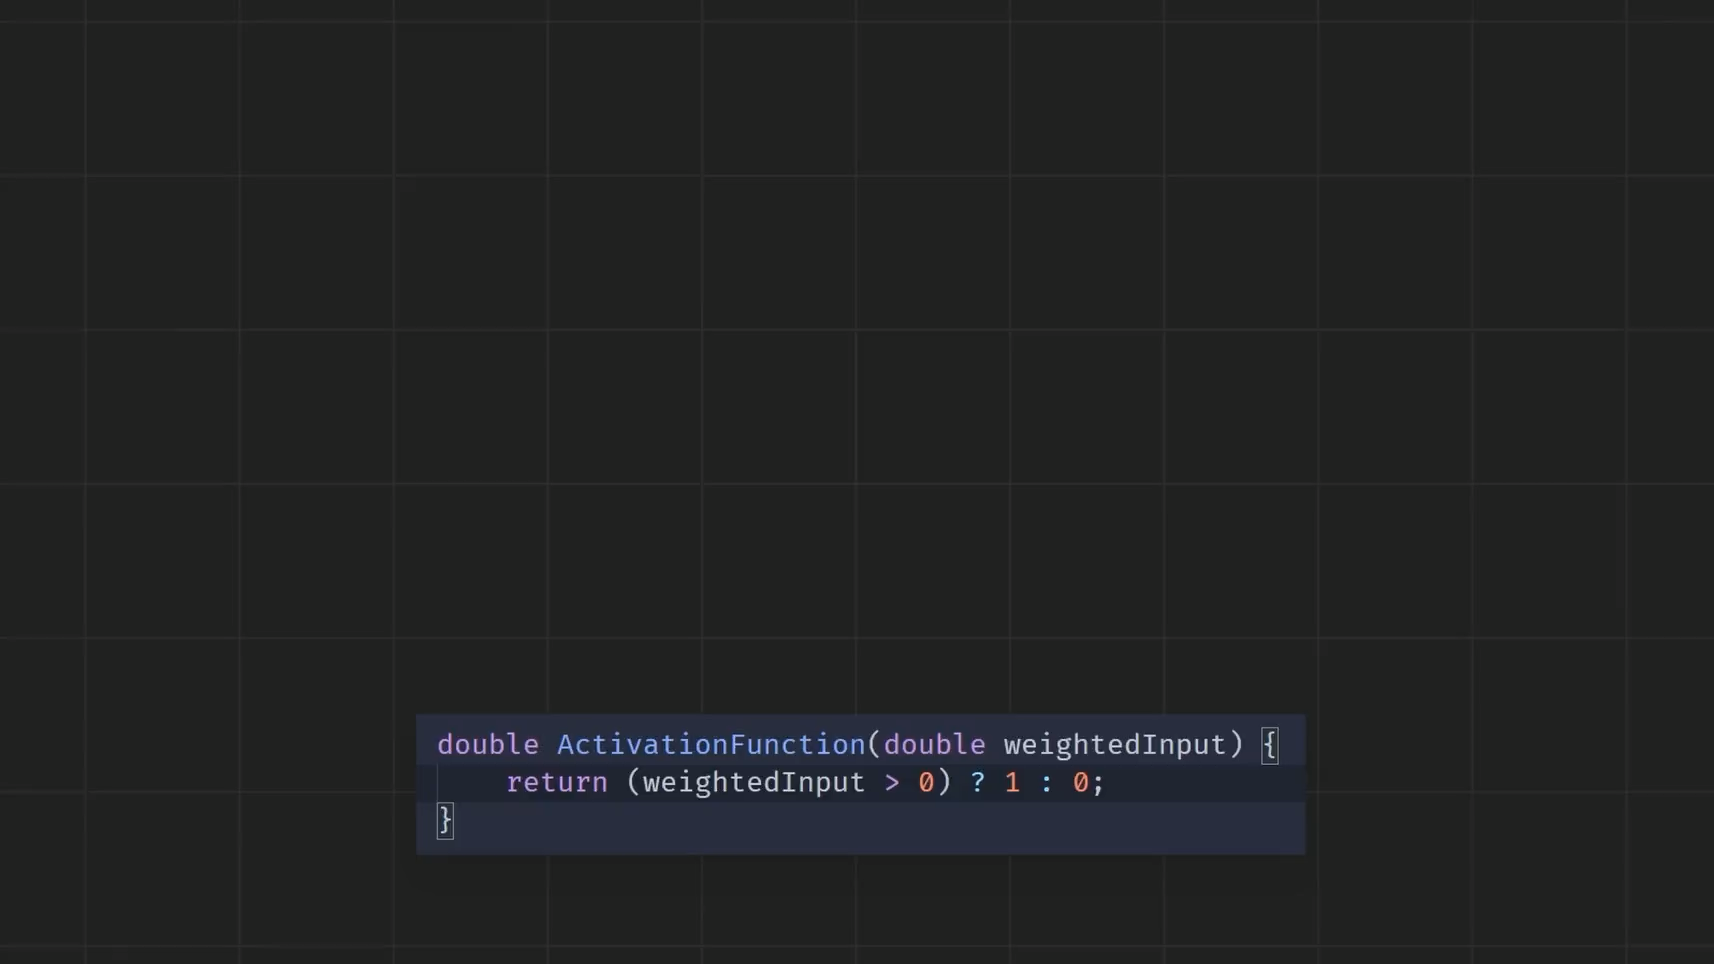 double ActivationFunction(double weightedInput) {
    return (weightedInput > 0) ? 1 : 0;
}